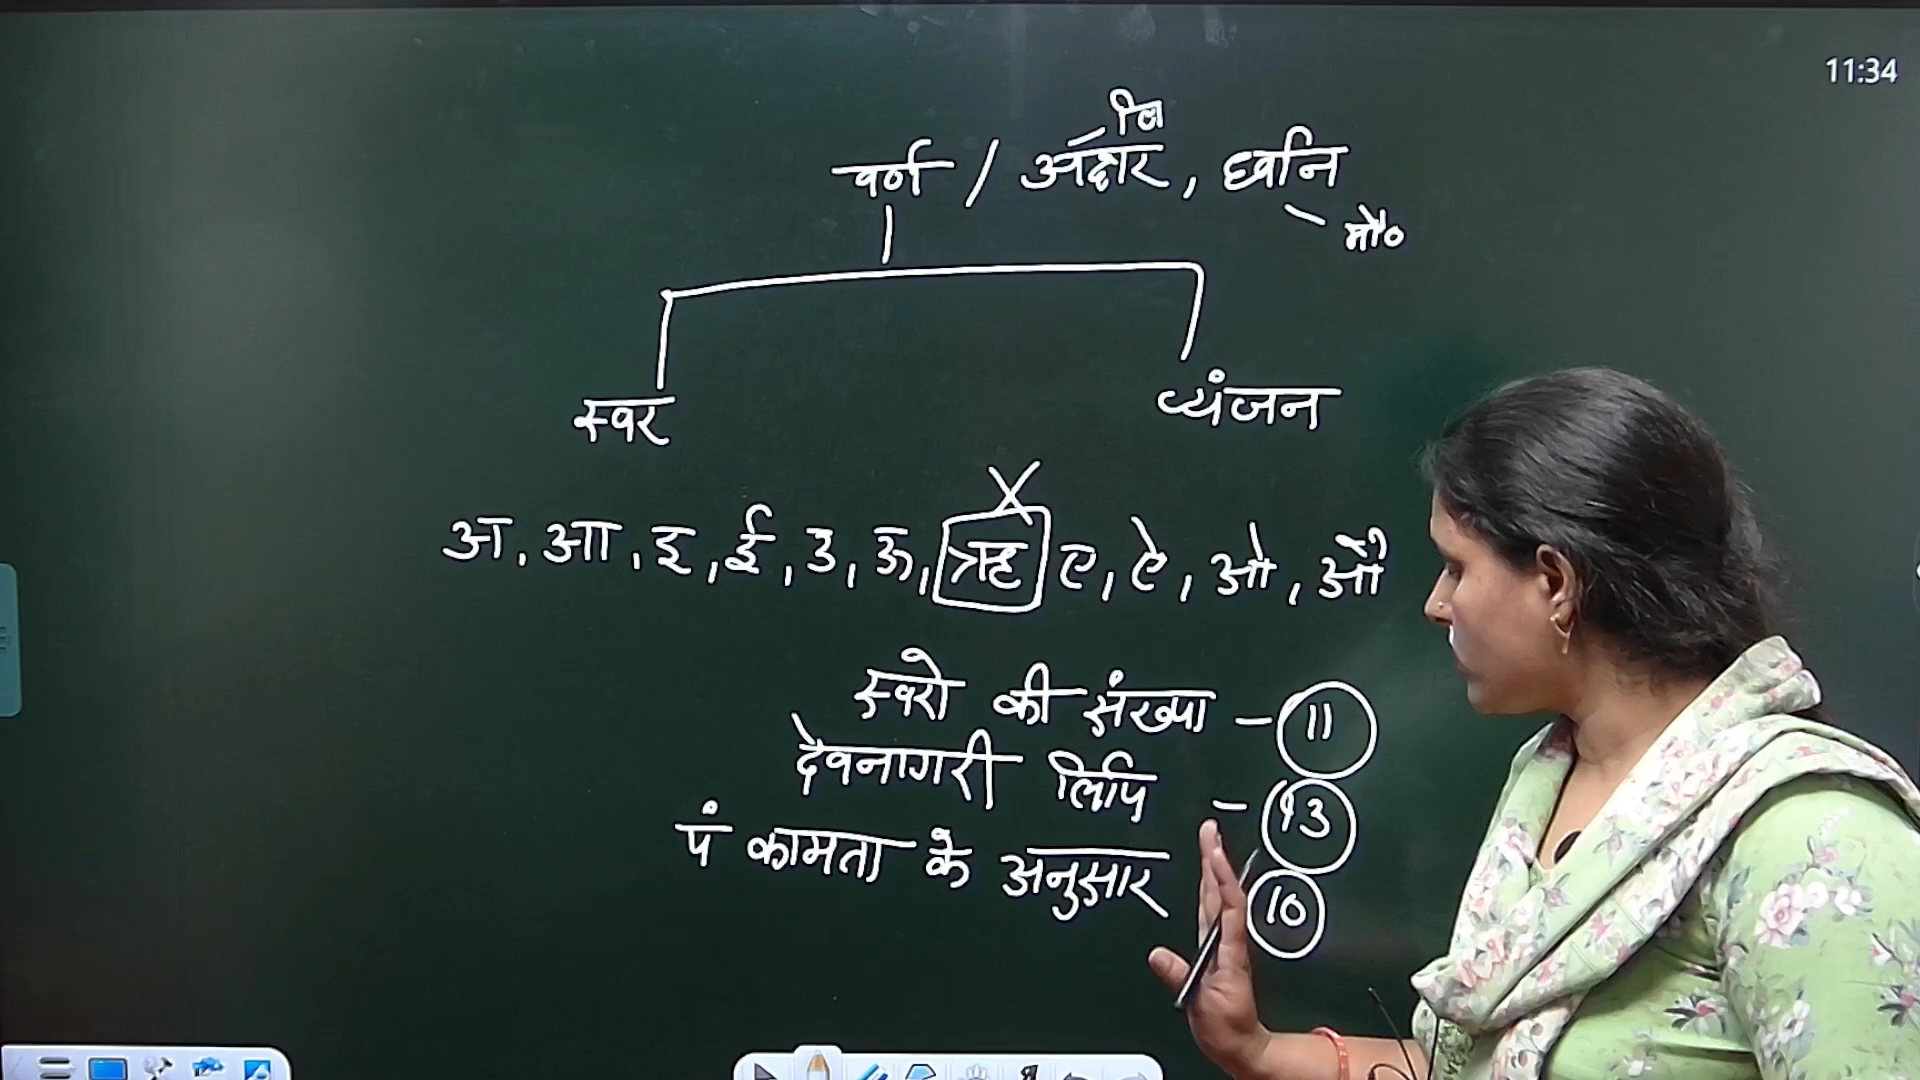 11:34
लि
वर्ण / अक्षर, ध्वनि
मौ०
स्वर व्यंजन
X
अ, आ, इ, ई, उ, ऊ, ऋ ए, ऐ, ओ, औ
स्वरो की संख्या – 11
देवनागरी लिपि – 13
पं कामता के अनुसार 10